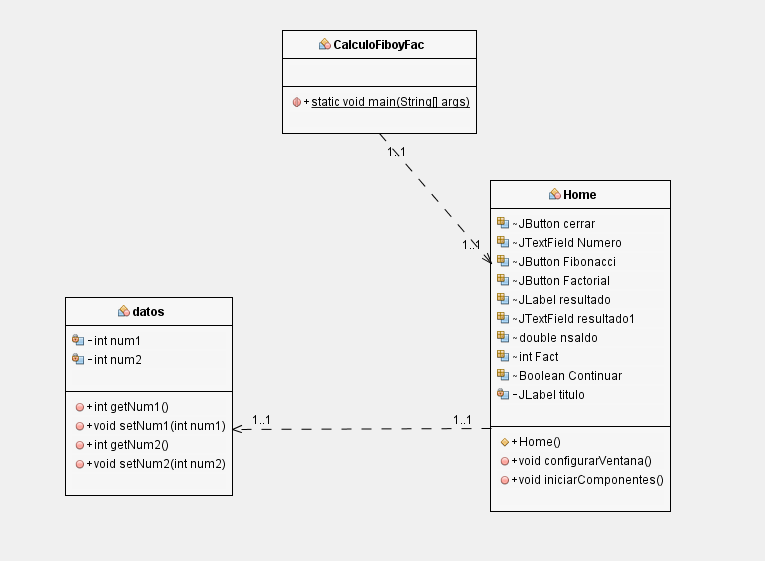 CalculoFiboyFac
+static void main(String[] args)
1..1
1..1
Home
~JButton cerrar
~JTextField Numero
~JButton Fibonacci
~JButton Factorial
~JLabel resultado
~JTextField resultado1
~double nsaldo
~int Fact
~Boolean Continuar
-JLabel titulo
+Home()
+void configurarVentana()
+void iniciarComponentes()
datos
-int num1
-int num2
+int getNum1()
+void setNum1(int num1)
+int getNum2()
+void setNum2(int num2)
1..1
1..1